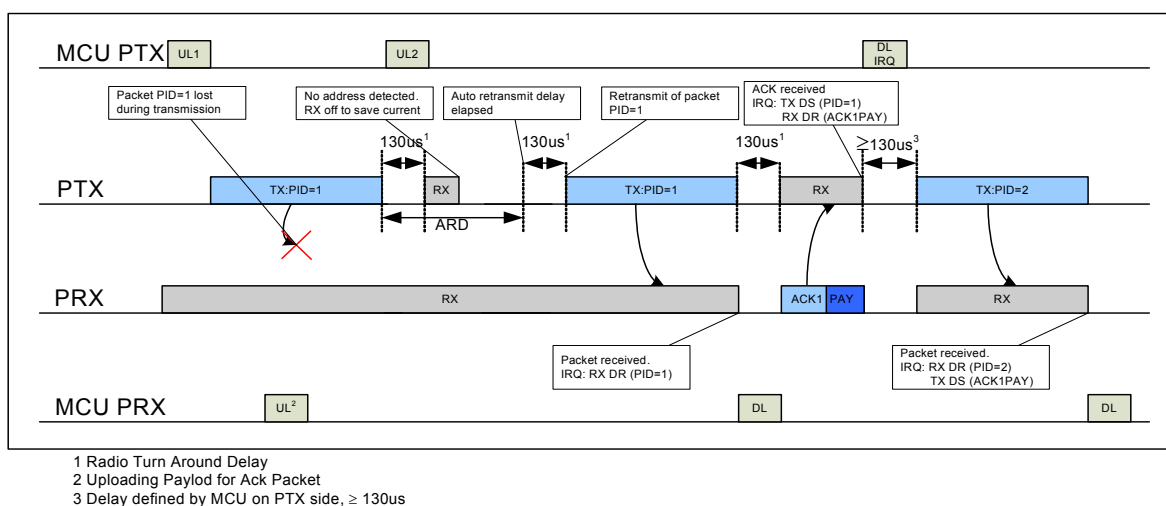 MCU PTX
UL1
UL2
DL
IRQ
Packet PID=1 lost
during transmission
No address detected.
RX off to save current
Auto retransmit delay
elapsed
Retransmit of packet
PID=1
ACK received
IRQ: TX DS (PID=1)
RX DR (ACK1PAY)
130us1
130us1
130us1
≥130us3
PTX
TX:PID=1
RX
TX:PID=1
RX
TX:PID=2
ARD
PRX
RX
ACK1
PAY
RX
Packet received.
IRQ: RX DR (PID=1)
Packet received.
IRQ: RX DR (PID=2)
TX DS (ACK1PAY)
MCU PRX
UL2
DL
DL
1 Radio Turn Around Delay
2 Uploading Paylod for Ack Packet
3 Delay defined by MCU on PTX side, ≥ 130us